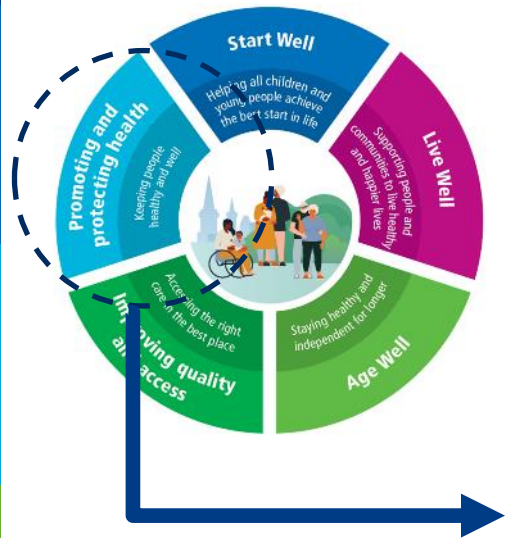 Start Well
Helping all children and
young people achieve
the best start in life
Live Well
Supporting people and
communities to live healthy
and happier lives
Age Well
Staying healthy and
independent for longer
Improving quality
and access
Accessing the right
care in the best place
Promoting and
protecting health
Keeping people
healthy and well